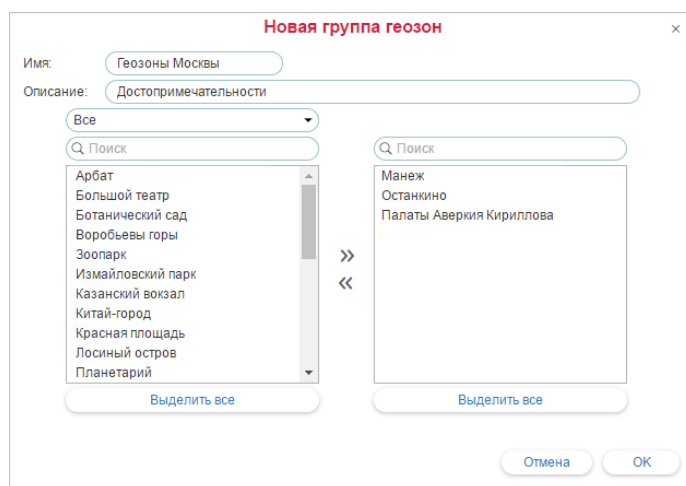 Новая группа геозон
×
Имя: Геозоны Москвы
Описание: Достопримечательности
Все
Поиск
Арбат
Большой театр
Ботанический сад
Воробьевы горы
Зоопарк
Измайловский парк
Казанский вокзал
Китай-город
Красная площадь
Лосиный остров
Планетарий
Выделить все
»
«
Поиск
Манеж
Останкино
Палаты Аверкия Кириллова
Выделить все
Отмена
OK